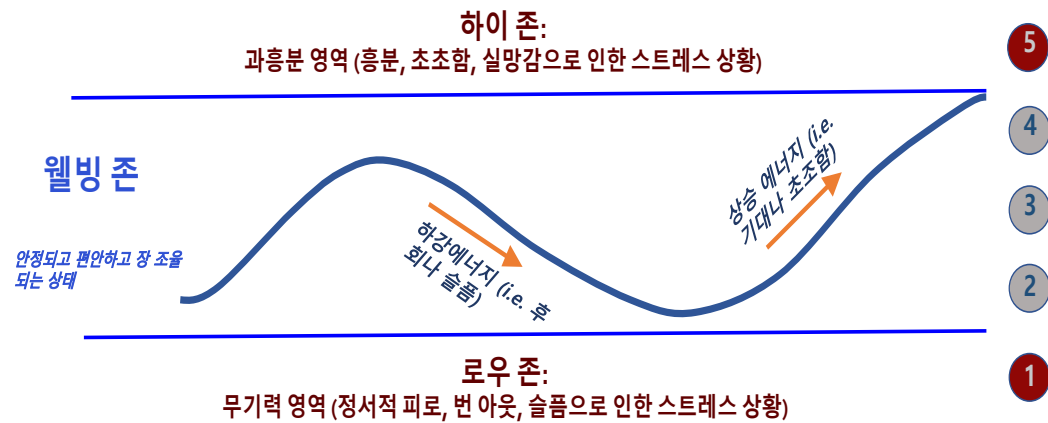 하이 존:
과흥분 영역 (흥분, 초초함, 실망감으로 인한 스트레스 상황)
5
4
웰빙 존
상승 에너지 (i.e.
기대나 초조함)
3
하강에너지 (i.e. 후
회나 슬픔)
안정되고 편안하고 장 조율
되는 상태
2
로우 존:
무기력 영역 (정서적 피로, 번 아웃, 슬픔으로 인한 스트레스 상황)
1